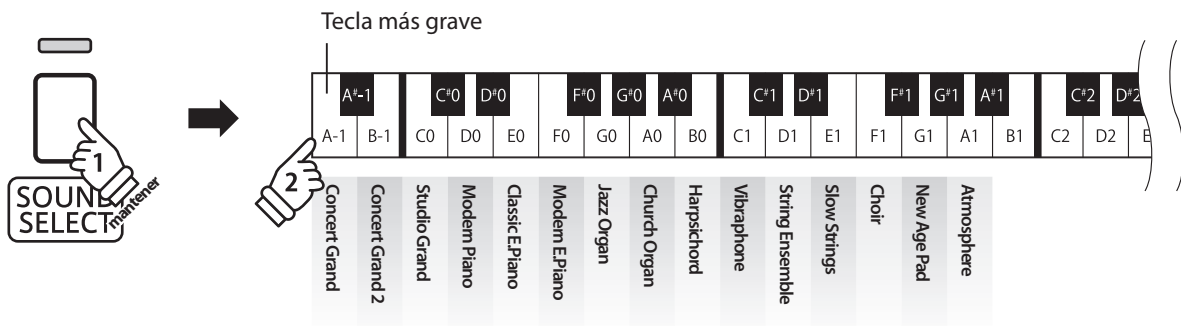 Tecla más grave
A#-1 C#0 D#0 F#0 G#0 A#0 C#1 D#1 F#1 G#1 A#1 C#2 D#2
A-1 B-1 C0 D0 E0 F0 G0 A0 B0 C1 D1 E1 F1 G1 A1 B1 C2 D2 E
1
2
SOUND
SELECT
mantener
Concert Grand
Concert Grand 2
Studio Grand
Modern Piano
Classic E.Piano
Modern E.Piano
Jazz Organ
Church Organ
Harpsichord
Vibraphone
String Ensemble
Slow Strings
Choir
New Age Pad
Atmosphere